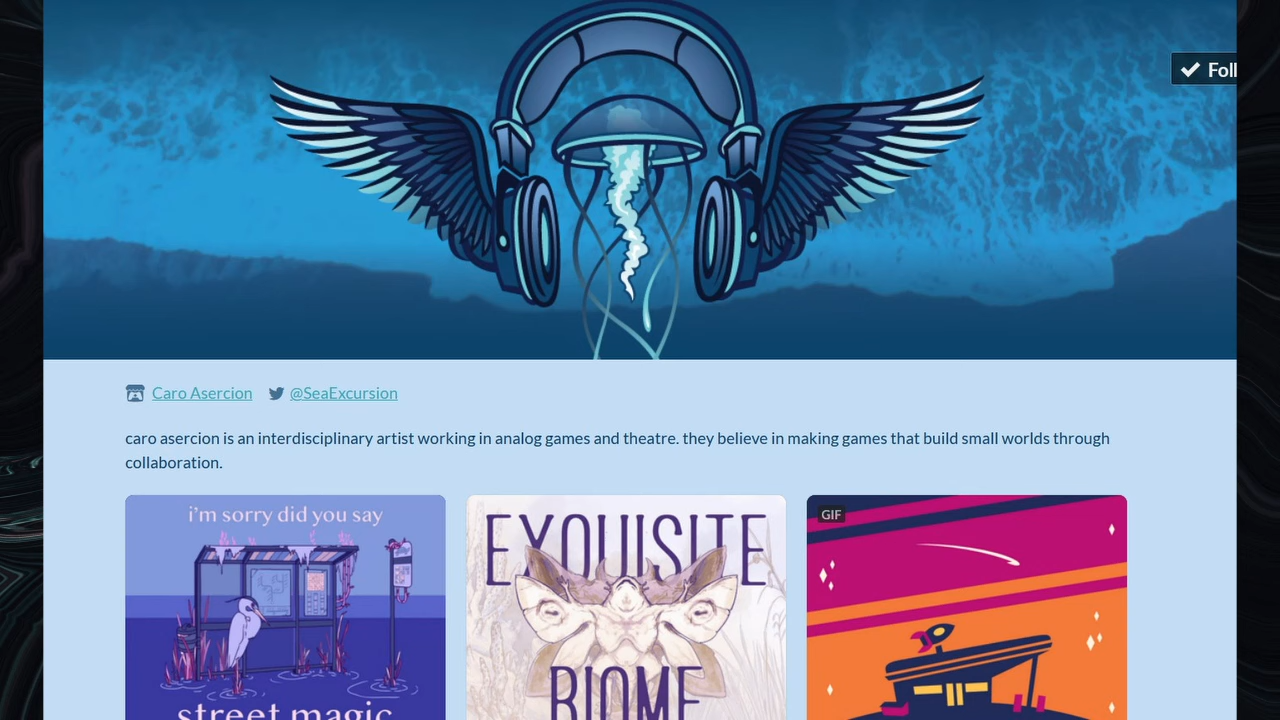 Foll
Caro Asercion @SeaExcursion
caro asercion is an interdisciplinary artist working in analog games and theatre. they believe in making games that build small worlds through
collaboration.
i'm sorry did you say
street magic
EXQUISITE
BIOME
GIF